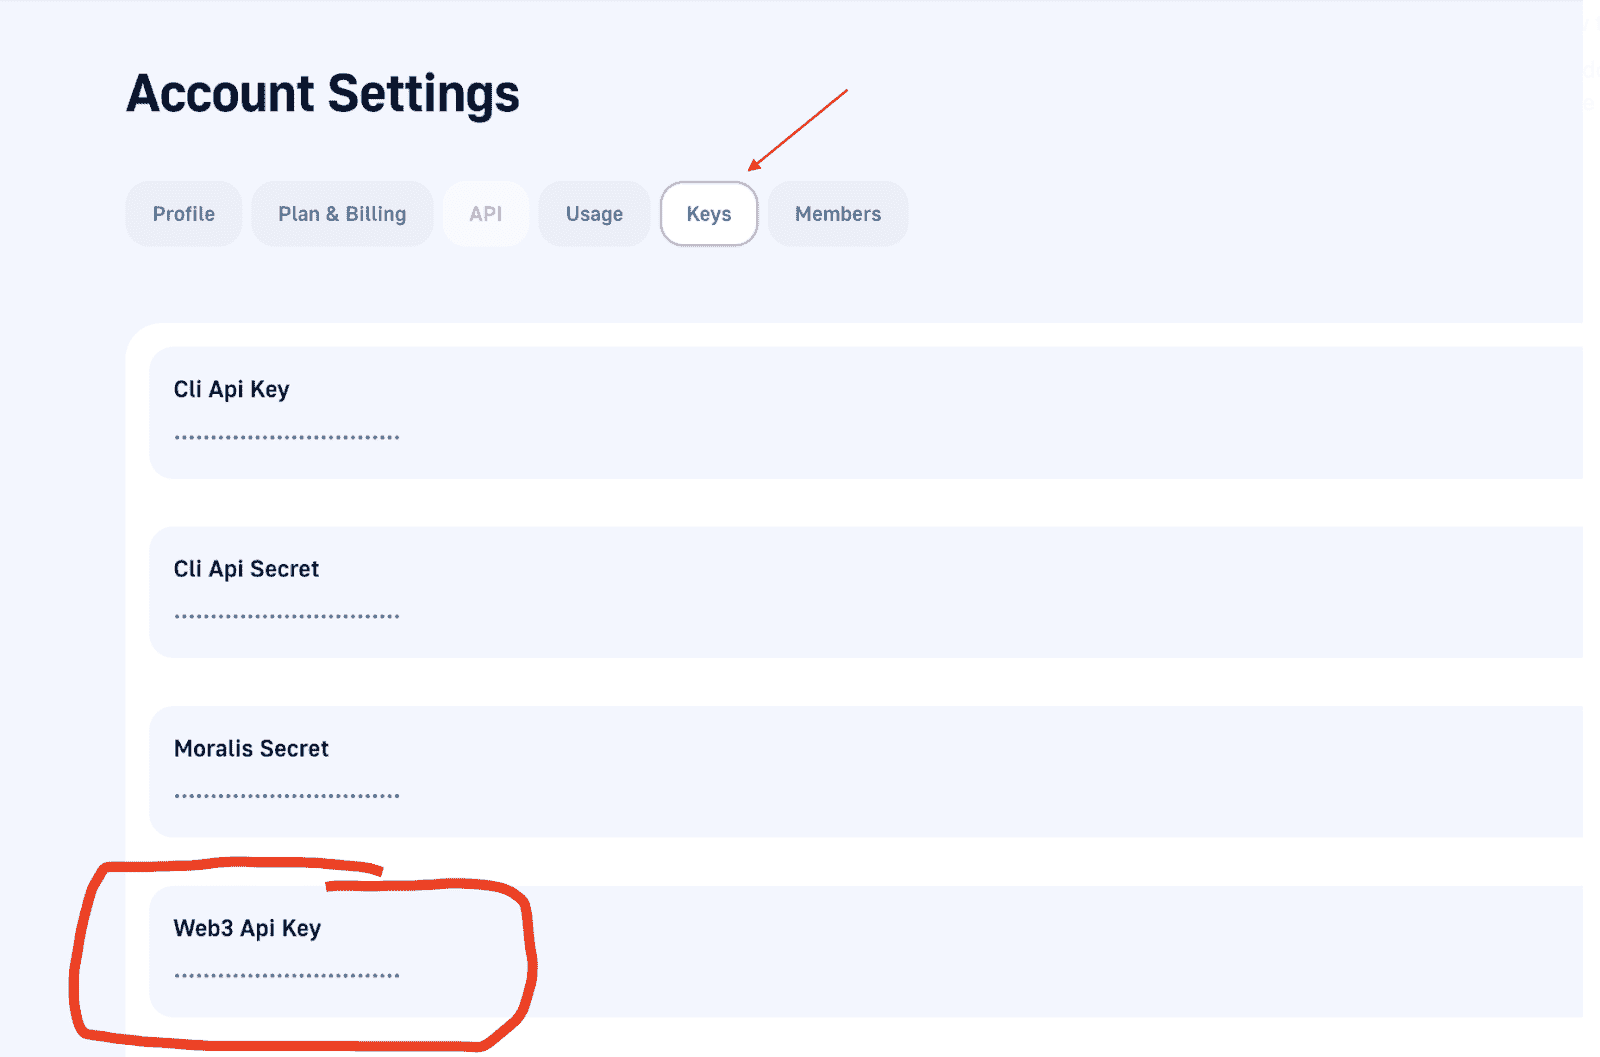 Account Settings
Profile Plan & Billing API Usage Keys Members
Cli Api Key
••••••••••••••••••••••••••••••
Cli Api Secret
••••••••••••••••••••••••••••••
Moralis Secret
••••••••••••••••••••••••••••••
Web3 Api Key
••••••••••••••••••••••••••••••